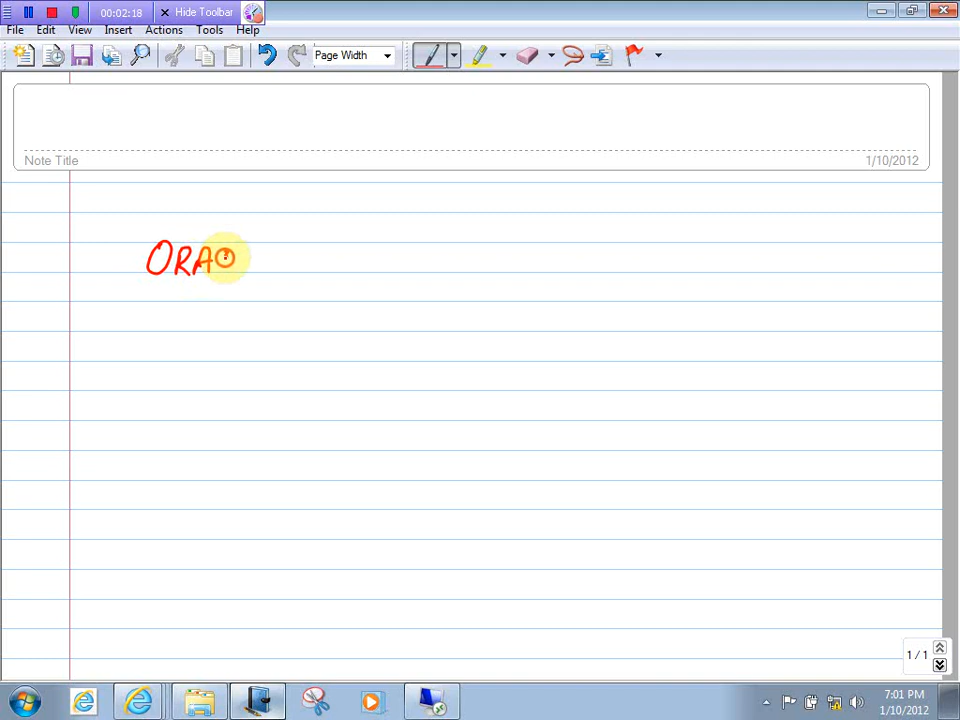 00:02:18 Hide Toolbar
File Edit View Insert Actions Tools Help
Page Width
Note Title 1/10/2012
ORA
1 / 1
7:01 PM
1/10/2012